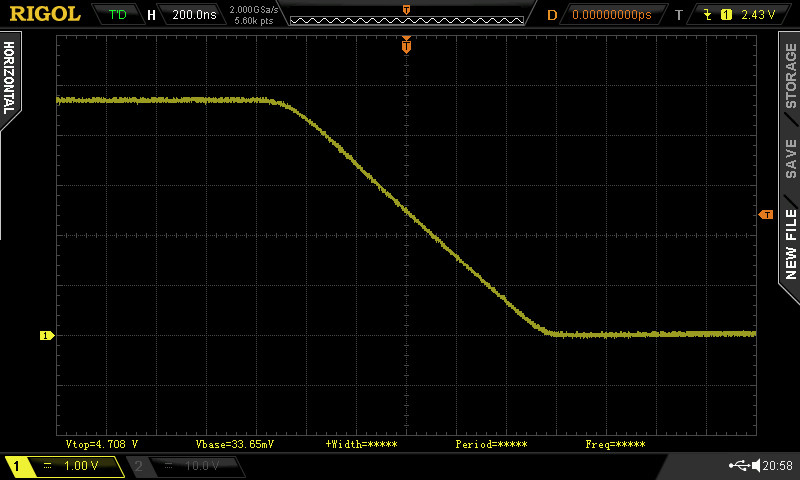 RIGOL T'D H 200.0ns 2.000GSa/s 5.60k pts D 0.00000000ps T 1 2.43 V
T
HORIZONTAL
STORAGE
SAVE
NEW FILE
T
1
Vtop=4.708 V Vbase=33.65mV +Width=***** Period=***** Freq=*****
1 1.00 V 2 10.0 V 20:58